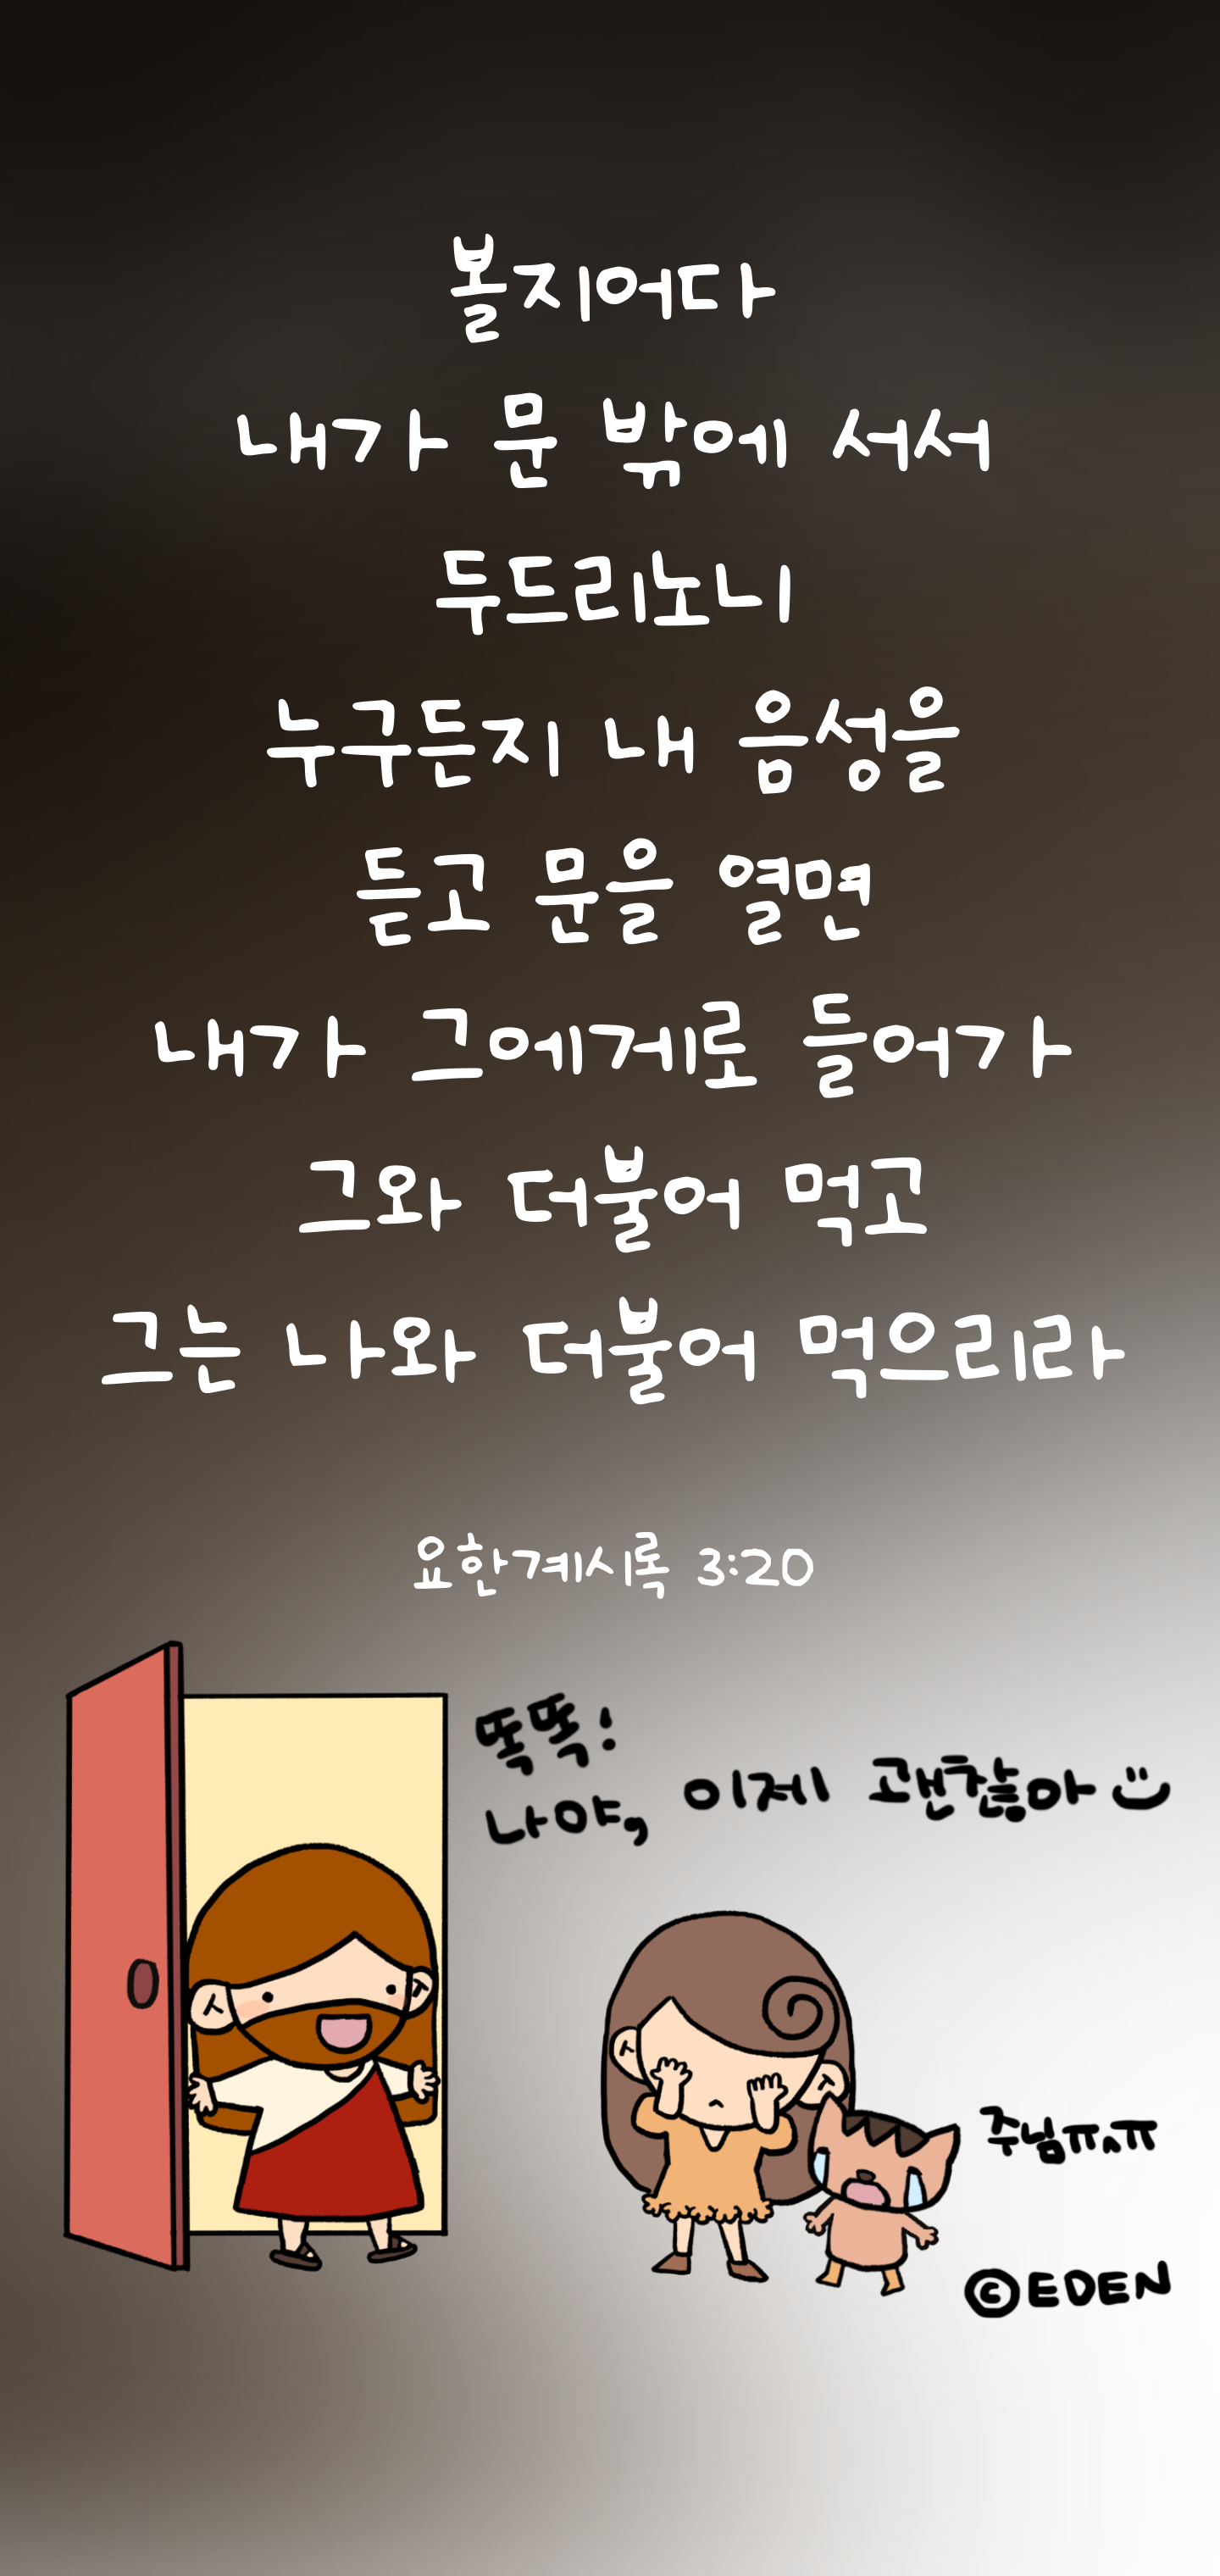 볼지어다
내가 문 밖에 서서
두드리노니
누구든지 내 음성을
듣고 문을 열면
내가 그에게로 들어가
그와 더불어 먹고
그는 나와 더불어 먹으리라
요한계시록 3:20
똑똑!
나야, 이제 괜찮아
주님ㅠ^ㅠ
©EDEN